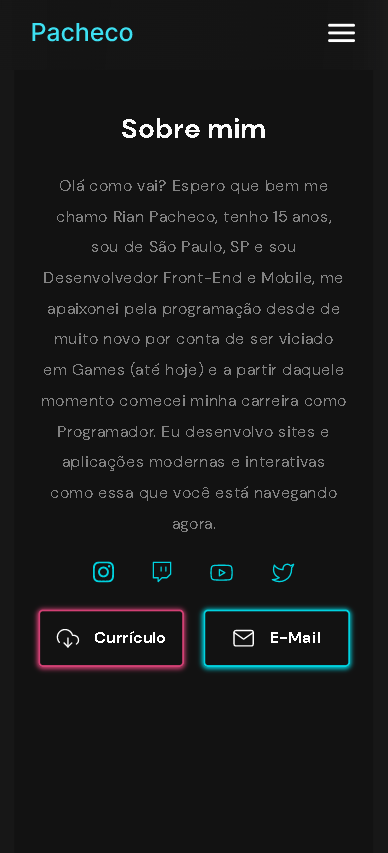 Pacheco
Sobre mim
Olá como vai? Espero que bem me
chamo Rian Pacheco, tenho 15 anos,
sou de São Paulo, SP e sou
Desenvolvedor Front-End e Mobile, me
apaixonei pela programação desde de
muito novo por conta de ser viciado
em Games (até hoje) e a partir daquele
momento comecei minha carreira como
Programador. Eu desenvolvo sites e
aplicações modernas e interativas
como essa que você está navegando
agora.
Currículo
E-Mail